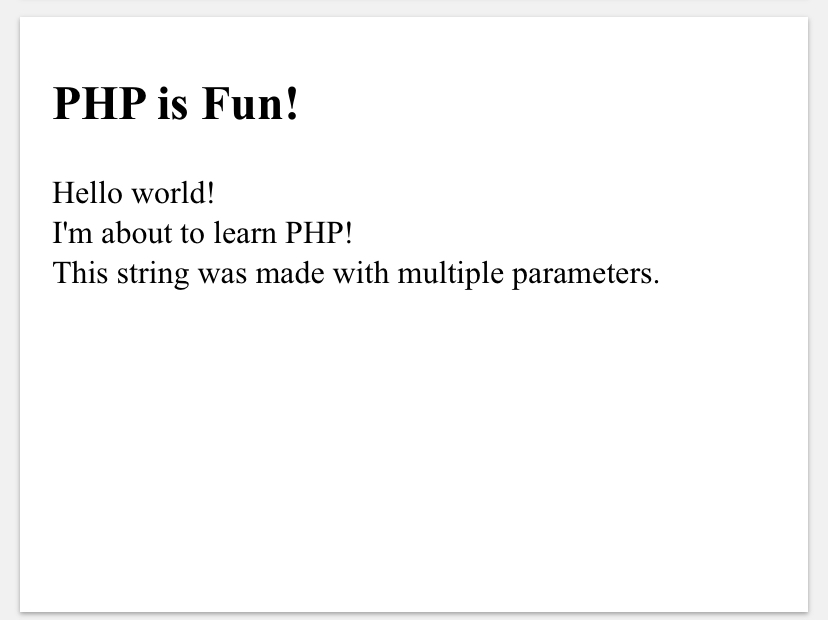 PHP is Fun!
Hello world!
I'm about to learn PHP!
This string was made with multiple parameters.